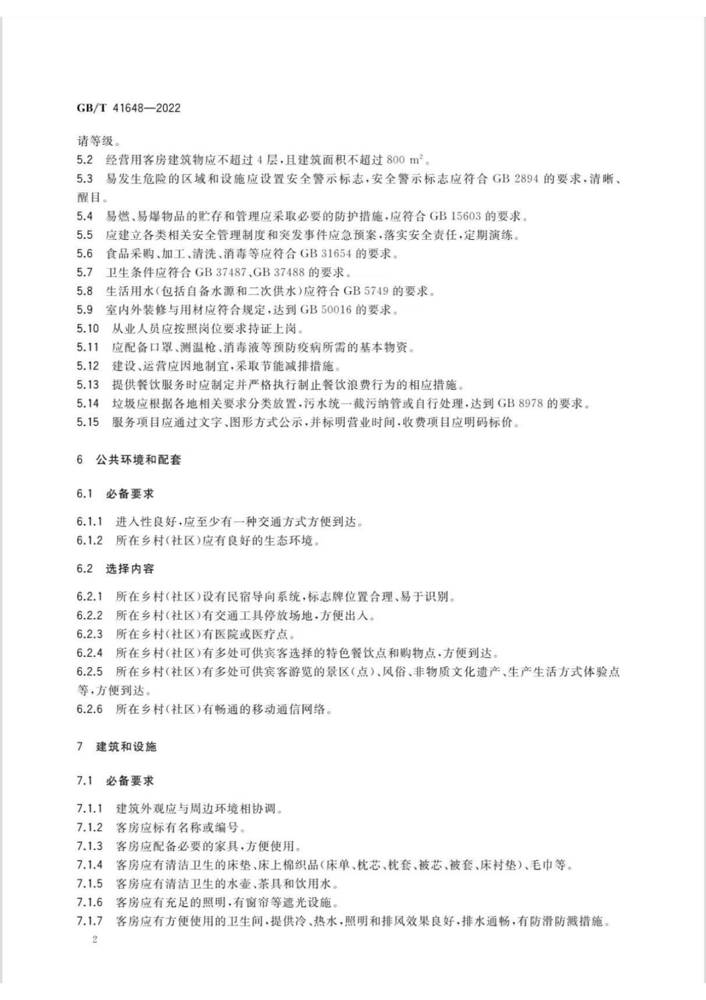 GB/T 41648—2022
请等级。
5.2 经营用客房建筑物应不超过 4 层,且建筑面积不超过 800 m²。
5.3 易发生危险的区域和设施应设置安全警示标志,安全警示标志应符合 GB 2894 的要求,清晰、
醒目。
5.4 易燃、易爆物品的贮存和管理应采取必要的防护措施,应符合 GB 15603 的要求。
5.5 应建立各类相关安全管理制度和突发事件应急预案,落实安全责任,定期演练。
5.6 食品采购、加工、清洗、消毒等应符合 GB 31654 的要求。
5.7 卫生条件应符合 GB 37487、GB 37488 的要求。
5.8 生活用水(包括自备水源和二次供水)应符合 GB 5749 的要求。
5.9 室内外装修与用材应符合规定,达到 GB 50016 的要求。
5.10 从业人员应按照岗位要求持证上岗。
5.11 应配备口罩、测温枪、消毒液等预防疫病所需的基本物资。
5.12 建设、运营应因地制宜,采取节能减排措施。
5.13 提供餐饮服务时应制定并严格执行制止餐饮浪费行为的相应措施。
5.14 垃圾应根据各地相关要求分类放置,污水统一截污纳管或自行处理,达到 GB 8978 的要求。
5.15 服务项目应通过文字、图形方式公示,并标明营业时间,收费项目应明码标价。
6 公共环境和配套
6.1 必备要求
6.1.1 进入性良好,应至少有一种交通方式方便到达。
6.1.2 所在乡村(社区)应有良好的生态环境。
6.2 选择内容
6.2.1 所在乡村(社区)设有民宿导向系统,标志牌位置合理、易于识别。
6.2.2 所在乡村(社区)有交通工具停放场地,方便出入。
6.2.3 所在乡村(社区)有医院或医疗点。
6.2.4 所在乡村(社区)有多处可供宾客选择的特色餐饮点和购物点,方便到达。
6.2.5 所在乡村(社区)有多处可供宾客游览的景区(点)、风俗、非物质文化遗产、生产生活方式体验点
等,方便到达。
6.2.6 所在乡村(社区)有畅通的移动通信网络。
7 建筑和设施
7.1 必备要求
7.1.1 建筑外观应与周边环境相协调。
7.1.2 客房应标有名称或编号。
7.1.3 客房应配备必要的家具,方便使用。
7.1.4 客房应有清洁卫生的床垫、床上棉织品(床单、枕芯、枕套、被芯、被套、床衬垫)、毛巾等。
7.1.5 客房应有清洁卫生的水壶、茶具和饮用水。
7.1.6 客房应有充足的照明,有窗帘等遮光设施。
7.1.7 客房应有方便使用的卫生间,提供冷、热水,照明和排风效果良好,排水通畅,有防滑防溅措施。
2